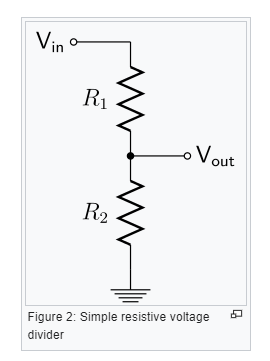 Vin
R1
Vout
R2
Figure 2: Simple resistive voltage
divider